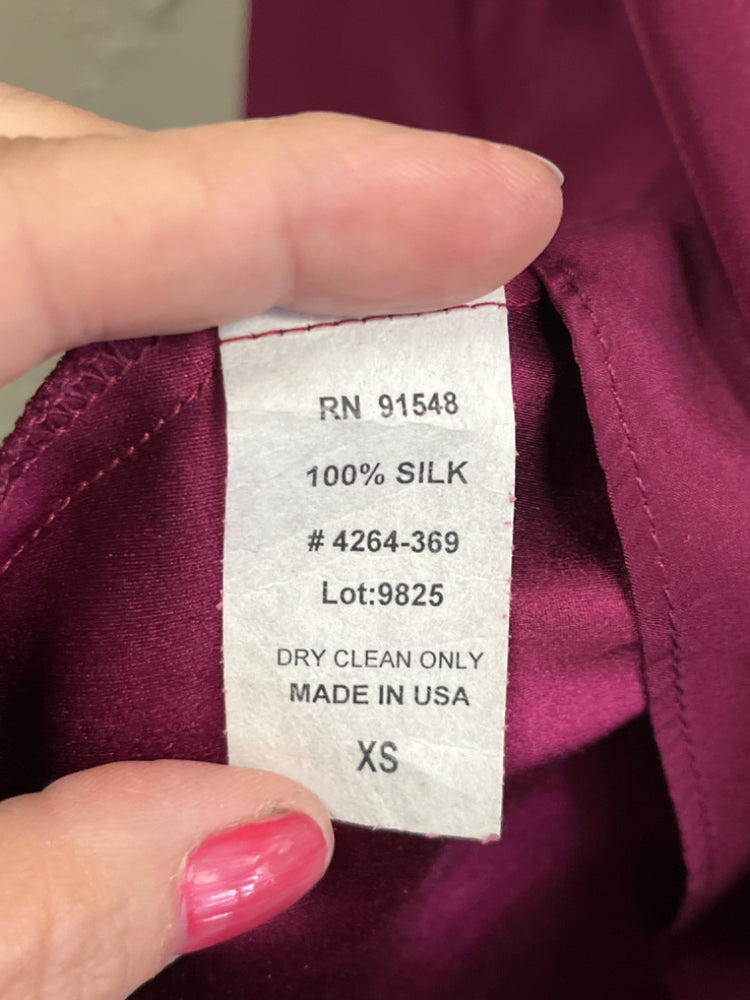 RN 91548
100% SILK
# 4264-369
Lot:9825
DRY CLEAN ONLY
MADE IN USA
XS